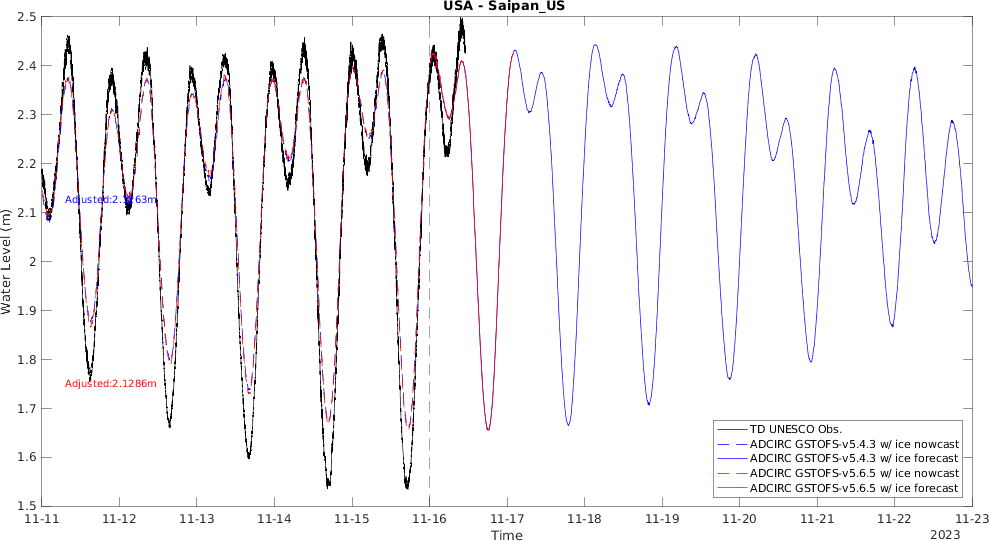 USA - Saipan_US
2.5
2.4
2.3
2.2
2.1
2
1.9
1.8
1.7
1.6
1.5
Water Level (m)
Adjusted:2.1263m
Adjusted:2.1286m
TD UNESCO Obs.
ADCIRC GSTOFS-v5.4.3 w/ ice nowcast
ADCIRC GSTOFS-v5.4.3 w/ ice forecast
ADCIRC GSTOFS-v5.6.5 w/ ice nowcast
ADCIRC GSTOFS-v5.6.5 w/ ice forecast
11-11 11-12 11-13 11-14 11-15 11-16 11-17 11-18 11-19 11-20 11-21 11-22 11-23
Time
2023